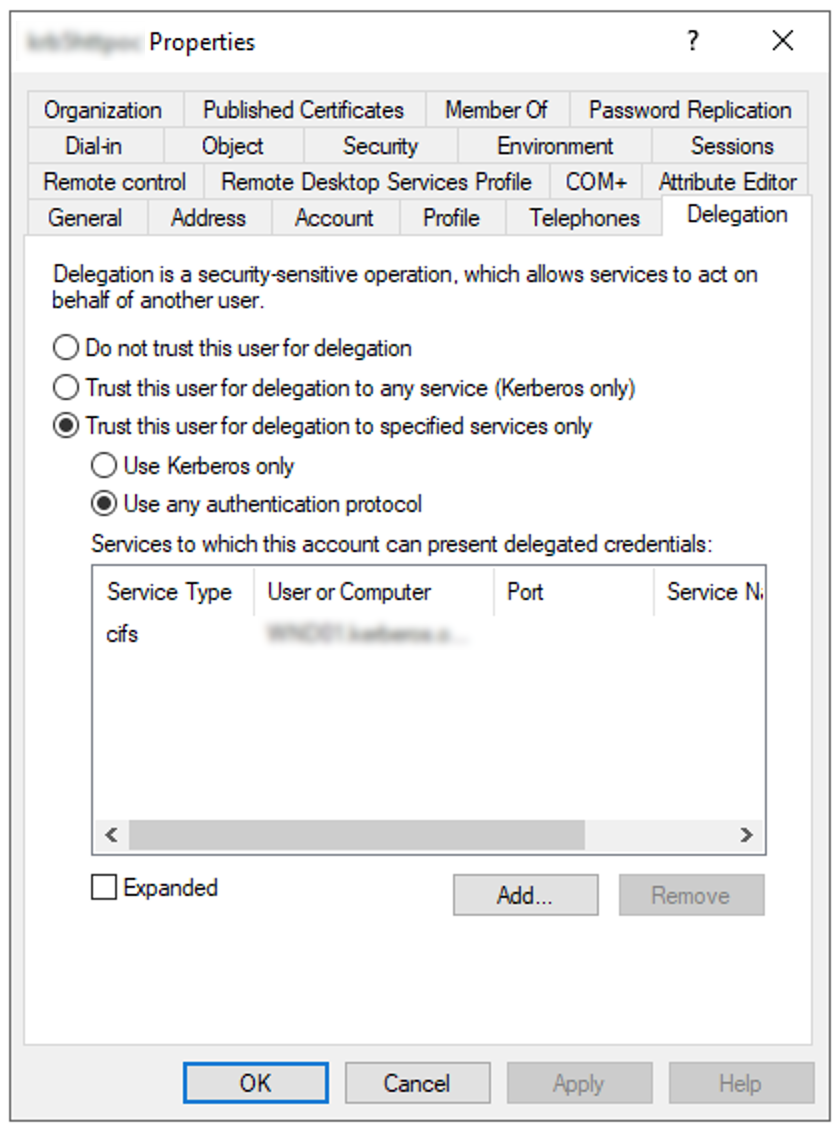 Properties
?
Organization Published Certificates Member Of Password Replication
Dial-in Object Security Environment Sessions
Remote control Remote Desktop Services Profile COM+ Attribute Editor
General Address Account Profile Telephones Delegation
Delegation is a security-sensitive operation, which allows services to act on
behalf of another user.
Do not trust this user for delegation
Trust this user for delegation to any service (Kerberos only)
Trust this user for delegation to specified services only
Use Kerberos only
Use any authentication protocol
Services to which this account can present delegated credentials:
Service Type User or Computer Port Service Na
cifs
Expanded Add... Remove
OK Cancel Apply Help